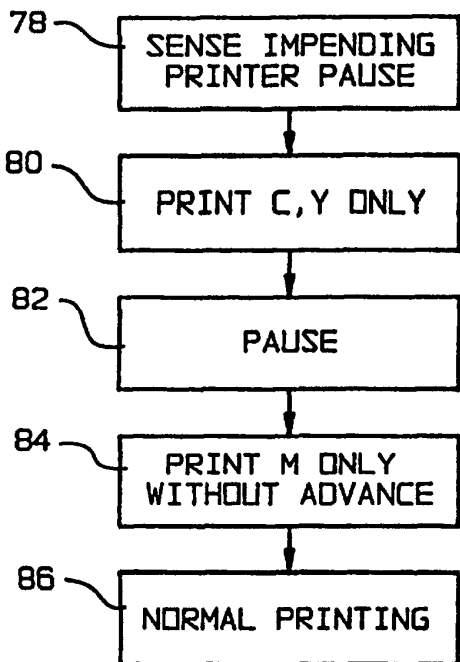 78
SENSE IMPENDING
PRINTER PAUSE
80
PRINT C,Y ONLY
82
PAUSE
84
PRINT M ONLY
WITHOUT ADVANCE
86
NORMAL PRINTING